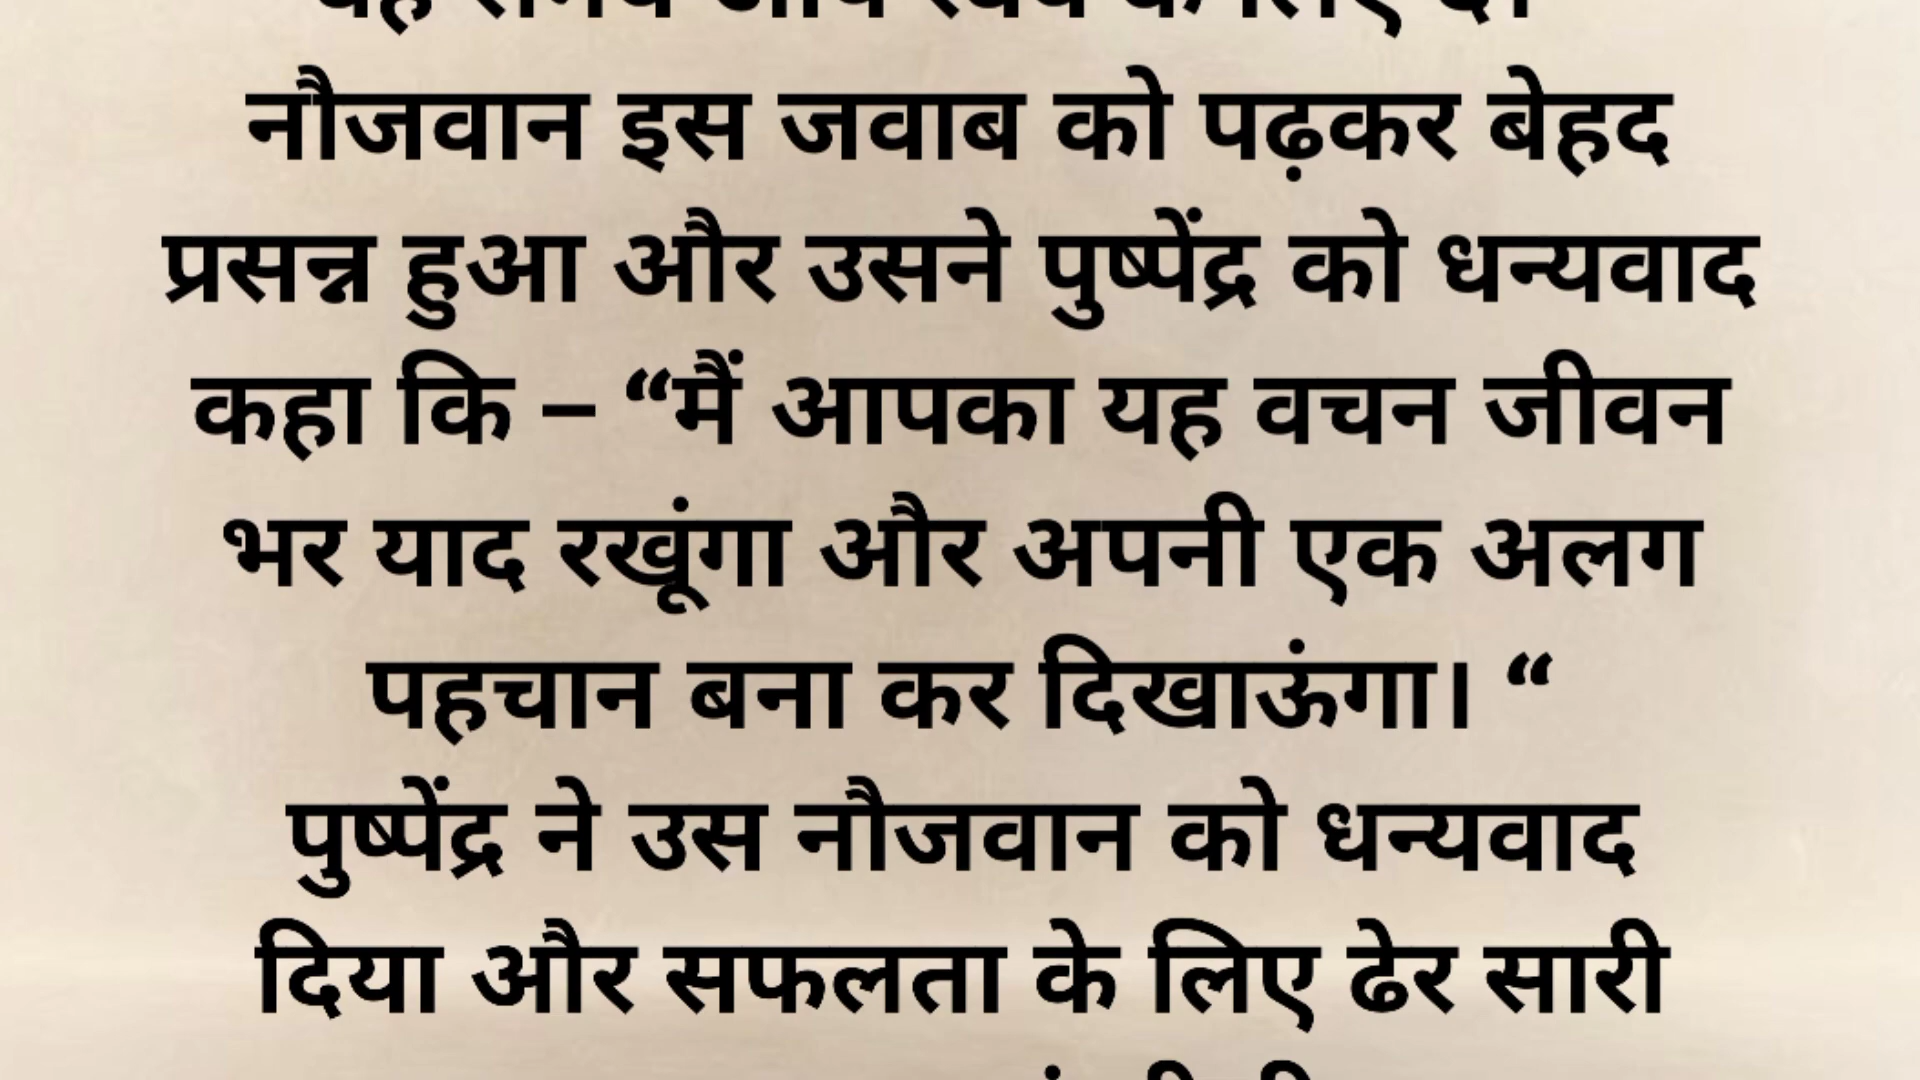 नौजवान इस जवाब को पढ़कर बेहद
प्रसन्न हुआ और उसने पुष्पेंद्र को धन्यवाद
कहा कि – “मैं आपका यह वचन जीवन
भर याद रखूंगा और अपनी एक अलग
पहचान बना कर दिखाऊंगा। “
पुष्पेंद्र ने उस नौजवान को धन्यवाद
दिया और सफलता के लिए ढेर सारी